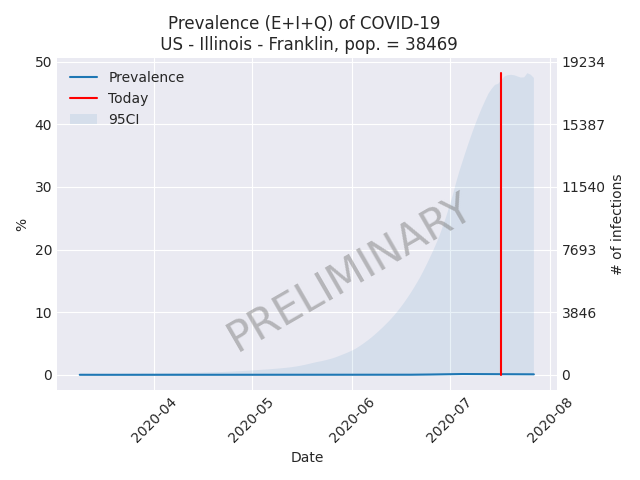 Prevalence (E+I+Q) of COVID-19
US - Illinois - Franklin, pop. = 38469
Prevalence
Today
95CI
50
40
30
20
10
0
%
19234
15387
11540
7693
3846
0
# of infections
PRELIMINARY
2020-04
2020-05
2020-06
2020-07
2020-08
Date